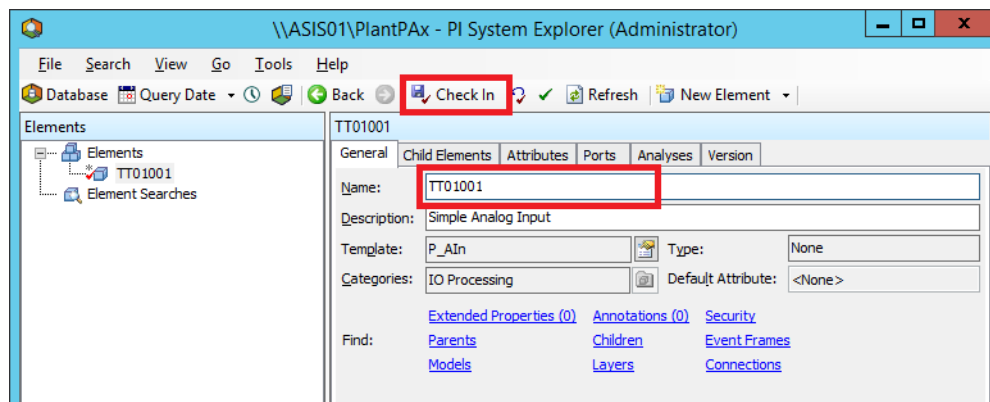 \\ASIS01\PlantPAx - PI System Explorer (Administrator)
File Search View Go Tools Help
Database Query Date Back Check In Refresh New Element
Elements
Elements
TT01001
Element Searches
TT01001
General Child Elements Attributes Ports Analyses Version
Name: TT01001
Description: Simple Analog Input
Template: P_AIn Type: None
Categories: IO Processing Default Attribute: <None>
Extended Properties (0) Annotations (0) Security
Find: Parents Children Event Frames
Models Layers Connections